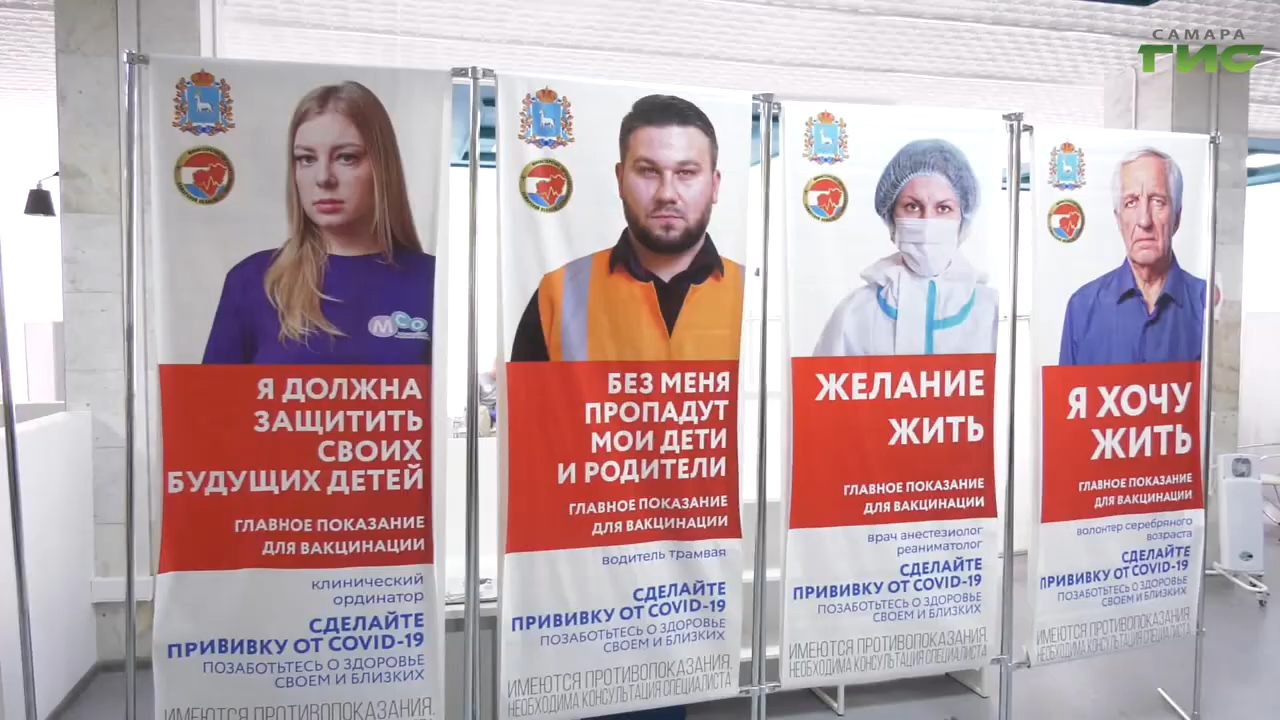 САМАРА
ГИС
МСО
Я ДОЛЖНА
ЗАЩИТИТЬ
СВОИХ
БУДУЩИХ ДЕТЕЙ
ГЛАВНОЕ ПОКАЗАНИЕ
ДЛЯ ВАКЦИНАЦИИ
клинический
ординатор
СДЕЛАЙТЕ
ПРИВИВКУ ОТ COVID-19
ПОЗАБОТЬТЕСЬ О ЗДОРОВЬЕ
СВОЕМ И БЛИЗКИХ
ИМЕЮТСЯ ПРОТИВОПОКАЗАНИЯ.
БЕЗ МЕНЯ
ПРОПАДУТ
МОИ ДЕТИ
И РОДИТЕЛИ
ГЛАВНОЕ ПОКАЗАНИЕ
ДЛЯ ВАКЦИНАЦИИ
водитель трамвая
СДЕЛАЙТЕ
ПРИВИВКУ ОТ COVID-19
ПОЗАБОТЬТЕСЬ О ЗДОРОВЬЕ
СВОЕМ И БЛИЗКИХ
ИМЕЮТСЯ ПРОТИВОПОКАЗАНИЯ.
НЕОБХОДИМА КОНСУЛЬТАЦИЯ СПЕЦИАЛИСТА
ЖЕЛАНИЕ
ЖИТЬ
ГЛАВНОЕ ПОКАЗАНИЕ
ДЛЯ ВАКЦИНАЦИИ
врач анестезиолог
реаниматолог
СДЕЛАЙТЕ
ПРИВИВКУ ОТ COVID-19
ПОЗАБОТЬТЕСЬ О ЗДОРОВЬЕ
СВОЕМ И БЛИЗКИХ
ИМЕЮТСЯ ПРОТИВОПОКАЗАНИЯ.
НЕОБХОДИМА КОНСУЛЬТАЦИЯ СПЕЦИАЛИСТА
Я ХОЧУ
ЖИТЬ
ГЛАВНОЕ ПОКАЗАНИЕ
ДЛЯ ВАКЦИНАЦИИ
волонтер серебряного
возраста
СДЕЛАЙТЕ
ПРИВИВКУ ОТ COVID-19
ПОЗАБОТЬТЕСЬ О ЗДОРОВЬЕ
СВОЕМ И БЛИЗКИХ
ИМЕЮТСЯ ПРОТИВОПОКАЗАНИЯ.
НЕОБХОДИМА КОНСУЛЬТАЦИЯ СПЕЦИАЛИСТА